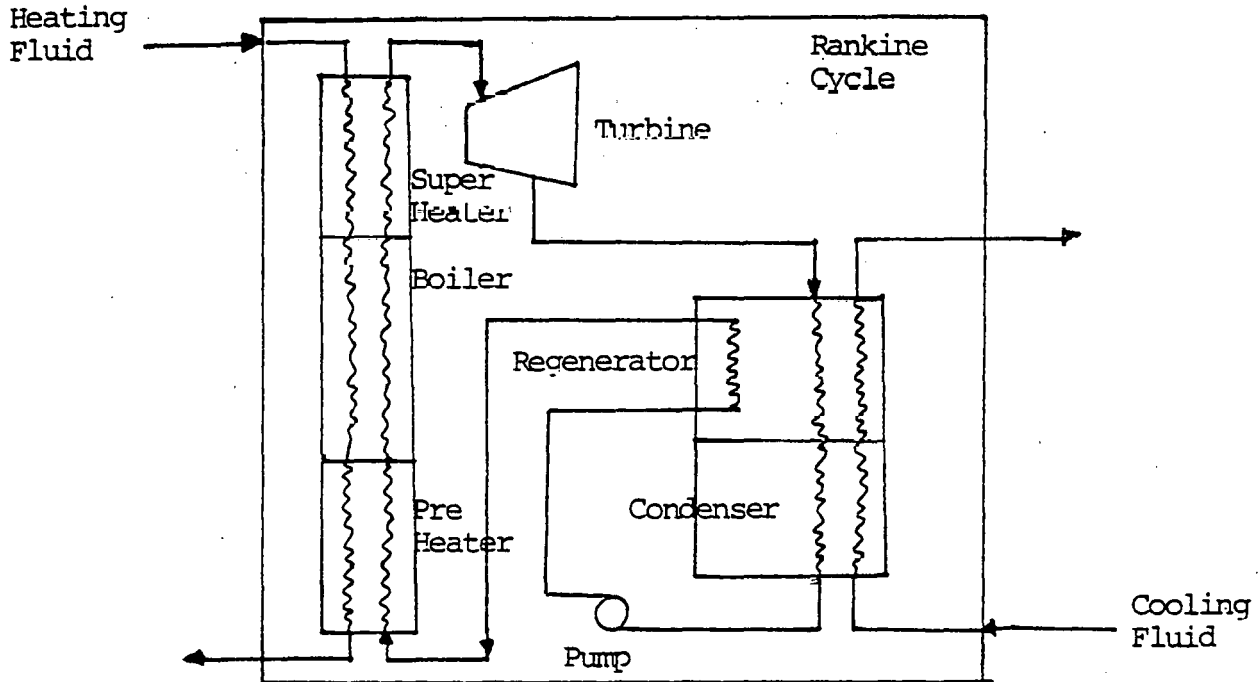 Heating
Fluid
Rankine
Cycle
Turbine
Super
Heater
Boiler
Regenerator
Pre
Heater
Condenser
Cooling
Fluid
Pump